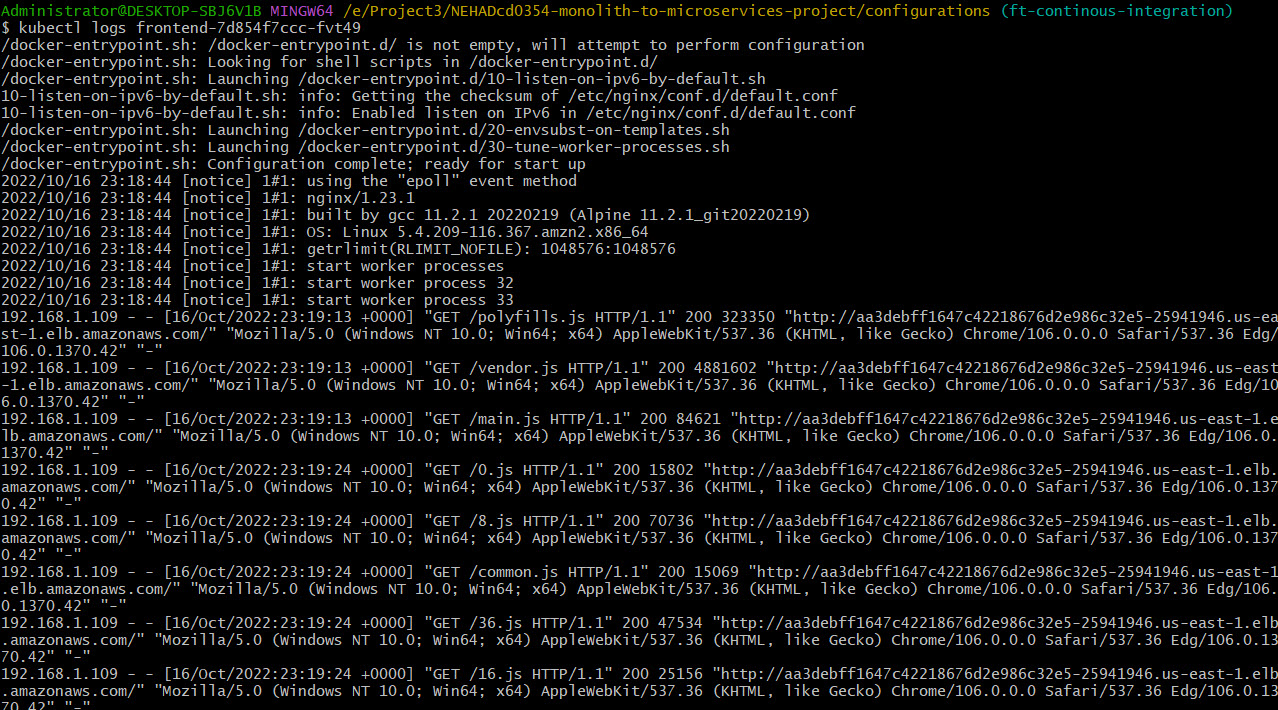 Administrator@DESKTOP-SBJ6V1B MINGW64 /e/Project3/NEHADcd0354-monolith-to-microservices-project/configurations (ft-continous-integration)
$ kubectl logs frontend-7d854f7ccc-fvt49
/docker-entrypoint.sh: /docker-entrypoint.d/ is not empty, will attempt to perform configuration
/docker-entrypoint.sh: Looking for shell scripts in /docker-entrypoint.d/
/docker-entrypoint.sh: Launching /docker-entrypoint.d/10-listen-on-ipv6-by-default.sh
10-listen-on-ipv6-by-default.sh: info: Getting the checksum of /etc/nginx/conf.d/default.conf
10-listen-on-ipv6-by-default.sh: info: Enabled listen on IPv6 in /etc/nginx/conf.d/default.conf
/docker-entrypoint.sh: Launching /docker-entrypoint.d/20-envsubst-on-templates.sh
/docker-entrypoint.sh: Launching /docker-entrypoint.d/30-tune-worker-processes.sh
/docker-entrypoint.sh: Configuration complete; ready for start up
2022/10/16 23:18:44 [notice] 1#1: using the "epoll" event method
2022/10/16 23:18:44 [notice] 1#1: nginx/1.23.1
2022/10/16 23:18:44 [notice] 1#1: built by gcc 11.2.1 20220219 (Alpine 11.2.1_git20220219)
2022/10/16 23:18:44 [notice] 1#1: OS: Linux 5.4.209-116.367.amzn2.x86_64
2022/10/16 23:18:44 [notice] 1#1: getrlimit(RLIMIT_NOFILE): 1048576:1048576
2022/10/16 23:18:44 [notice] 1#1: start worker processes
2022/10/16 23:18:44 [notice] 1#1: start worker process 32
2022/10/16 23:18:44 [notice] 1#1: start worker process 33
192.168.1.109 - - [16/Oct/2022:23:19:13 +0000] "GET /polyfills.js HTTP/1.1" 200 323350 "http://aa3debff1647c42218676d2e986c32e5-25941946.us-ea
st-1.elb.amazonaws.com/" "Mozilla/5.0 (Windows NT 10.0; Win64; x64) AppleWebKit/537.36 (KHTML, like Gecko) Chrome/106.0.0.0 Safari/537.36 Edg/
106.0.1370.42" "-"
192.168.1.109 - - [16/Oct/2022:23:19:13 +0000] "GET /vendor.js HTTP/1.1" 200 4881602 "http://aa3debff1647c42218676d2e986c32e5-25941946.us-east
-1.elb.amazonaws.com/" "Mozilla/5.0 (Windows NT 10.0; Win64; x64) AppleWebKit/537.36 (KHTML, like Gecko) Chrome/106.0.0.0 Safari/537.36 Edg/10
6.0.1370.42" "-"
192.168.1.109 - - [16/Oct/2022:23:19:13 +0000] "GET /main.js HTTP/1.1" 200 84621 "http://aa3debff1647c42218676d2e986c32e5-25941946.us-east-1.e
lb.amazonaws.com/" "Mozilla/5.0 (Windows NT 10.0; Win64; x64) AppleWebKit/537.36 (KHTML, like Gecko) Chrome/106.0.0.0 Safari/537.36 Edg/106.0.
1370.42" "-"
192.168.1.109 - - [16/Oct/2022:23:19:24 +0000] "GET /0.js HTTP/1.1" 200 15802 "http://aa3debff1647c42218676d2e986c32e5-25941946.us-east-1.elb.
amazonaws.com/" "Mozilla/5.0 (Windows NT 10.0; Win64; x64) AppleWebKit/537.36 (KHTML, like Gecko) Chrome/106.0.0.0 Safari/537.36 Edg/106.0.137
0.42" "-"
192.168.1.109 - - [16/Oct/2022:23:19:24 +0000] "GET /8.js HTTP/1.1" 200 70736 "http://aa3debff1647c42218676d2e986c32e5-25941946.us-east-1.elb.
amazonaws.com/" "Mozilla/5.0 (Windows NT 10.0; Win64; x64) AppleWebKit/537.36 (KHTML, like Gecko) Chrome/106.0.0.0 Safari/537.36 Edg/106.0.137
0.42" "-"
192.168.1.109 - - [16/Oct/2022:23:19:24 +0000] "GET /common.js HTTP/1.1" 200 15069 "http://aa3debff1647c42218676d2e986c32e5-25941946.us-east-1
.elb.amazonaws.com/" "Mozilla/5.0 (Windows NT 10.0; Win64; x64) AppleWebKit/537.36 (KHTML, like Gecko) Chrome/106.0.0.0 Safari/537.36 Edg/106.
0.1370.42" "-"
192.168.1.109 - - [16/Oct/2022:23:19:24 +0000] "GET /36.js HTTP/1.1" 200 47534 "http://aa3debff1647c42218676d2e986c32e5-25941946.us-east-1.elb
.amazonaws.com/" "Mozilla/5.0 (Windows NT 10.0; Win64; x64) AppleWebKit/537.36 (KHTML, like Gecko) Chrome/106.0.0.0 Safari/537.36 Edg/106.0.13
70.42" "-"
192.168.1.109 - - [16/Oct/2022:23:19:24 +0000] "GET /16.js HTTP/1.1" 200 25156 "http://aa3debff1647c42218676d2e986c32e5-25941946.us-east-1.elb
.amazonaws.com/" "Mozilla/5.0 (Windows NT 10.0; Win64; x64) AppleWebKit/537.36 (KHTML, like Gecko) Chrome/106.0.0.0 Safari/537.36 Edg/106.0.13
70.42" "-"